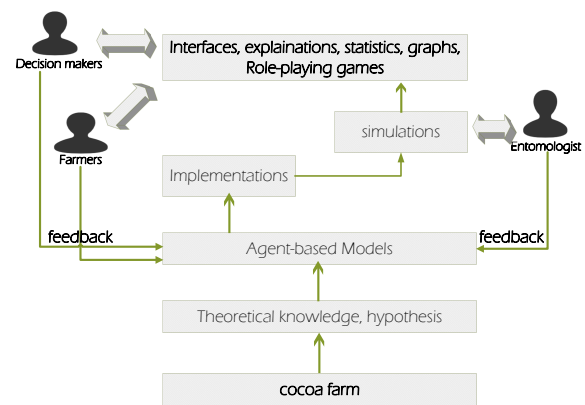 Interfaces, explainations, statistics, graphs,
Role-playing games
Decision makers
simulations
Entomologist
Farmers
Implementations
feedback
feedback
Agent-based Models
Theoretical knowledge, hypothesis
cocoa farm